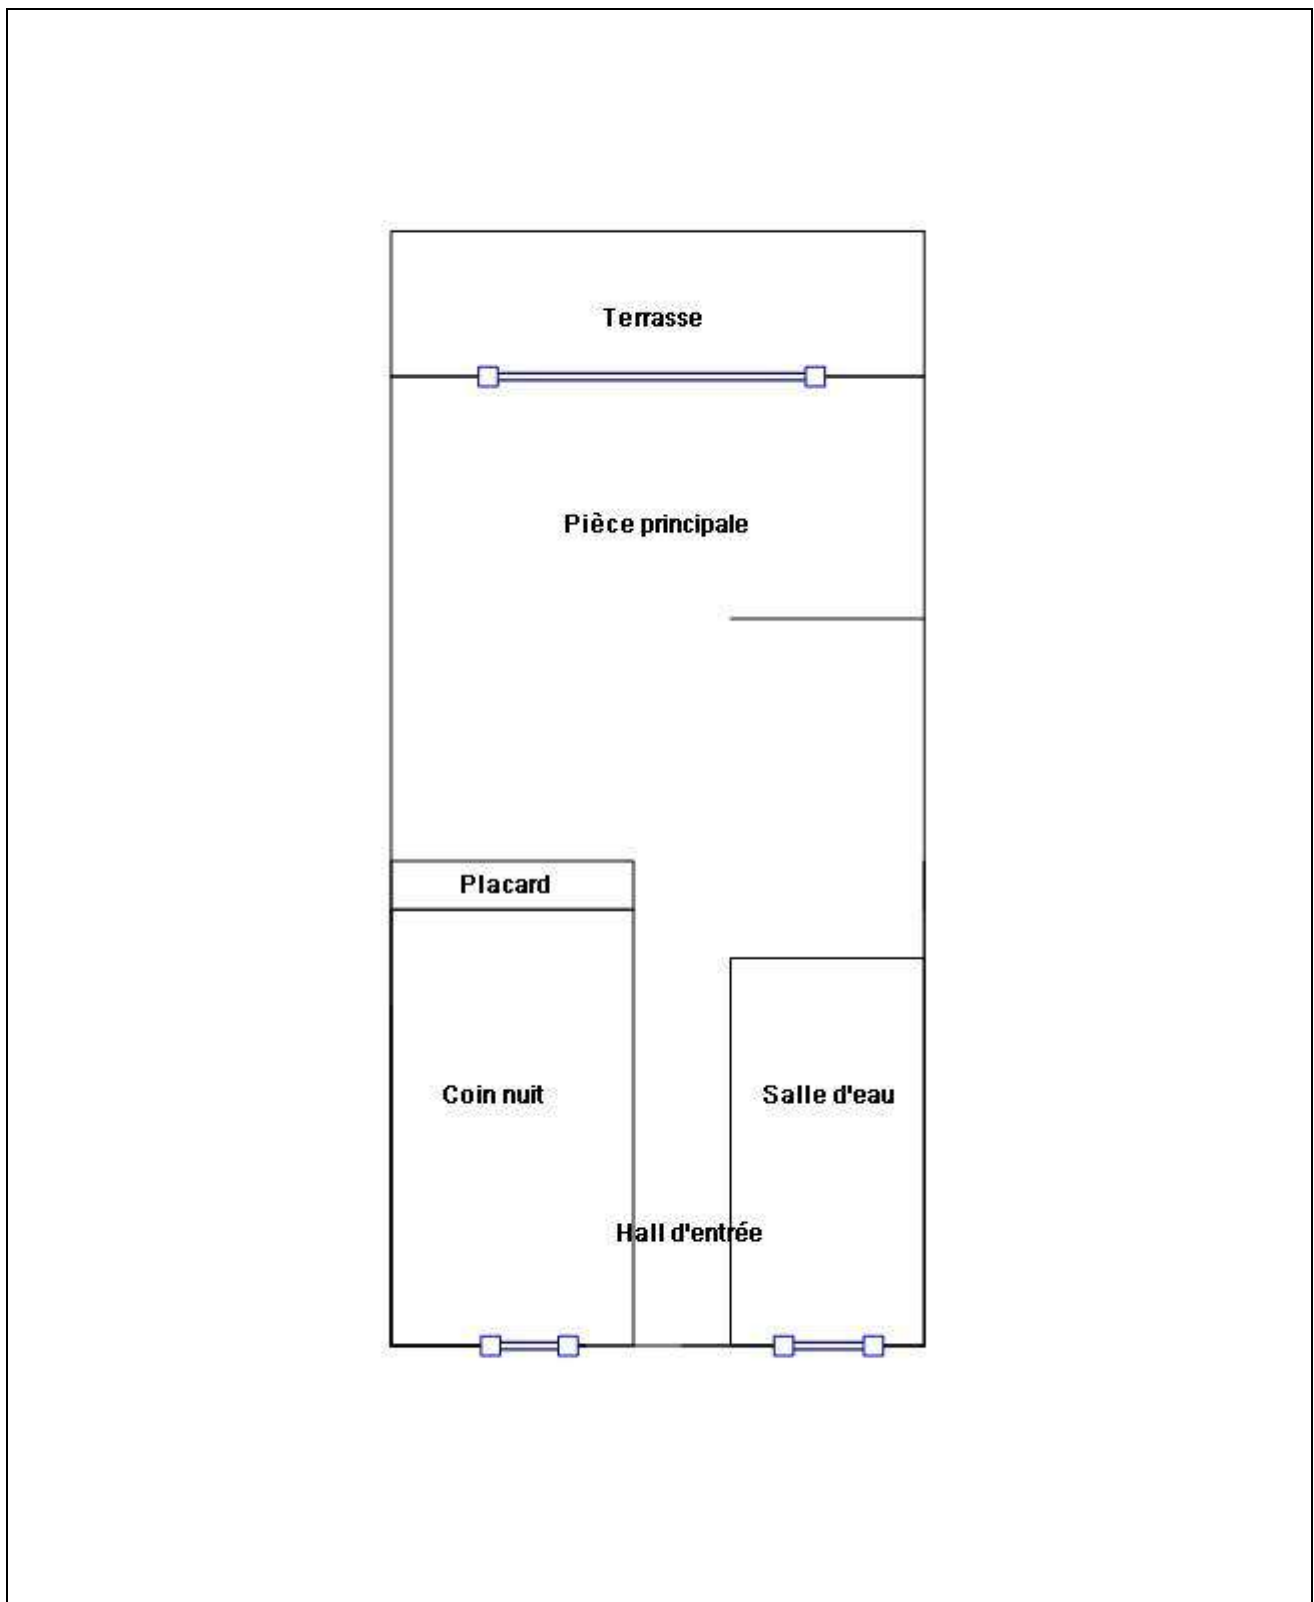 Terrasse
Pièce principale
Placard
Coin nuit
Salle d'eau
Hall d'entrée